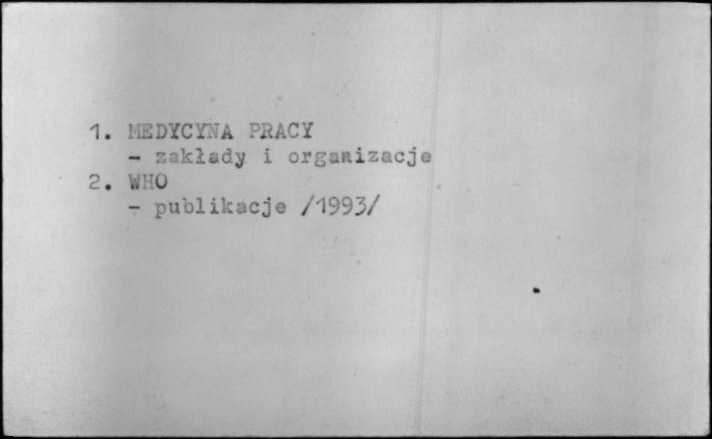 1. MEDYCYNA PRACY
- zakłady i organizacje
2. WHO
- publikacje /1993/